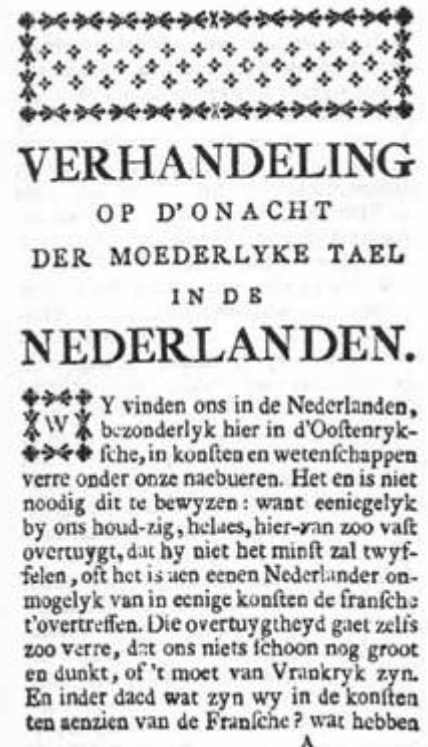 VERHANDELING
OP D'ONACHT
DER MOEDERLYKE TAEL
IN DE
NEDERLANDEN.
WY vinden ons in de Nederlanden,
bezonderlyk hier in d'Ooſtenryk-
ſche, in konſten en wetenſchappen
verre onder onze naebueren. Het en is niet
noodig dit te bewyzen: want eeniegelyk
by ons houd-zig, helaes, hier-van zoo vaſt
overtuygt, dat hy niet het minſt zal twyf-
felen, oft het is aen eenen Nederlander on-
mogelyk van in eenige konſten de franſche
t'overtreffen. Die overtuygtheyd gaet zelfs
zoo verre, dat ons niets ſchoon nog groot
en dunkt, of 't moet van Vrankryk zyn.
En inder daed wat zyn wy in de konſten
ten aenzien van de Franſche? wat hebben
A